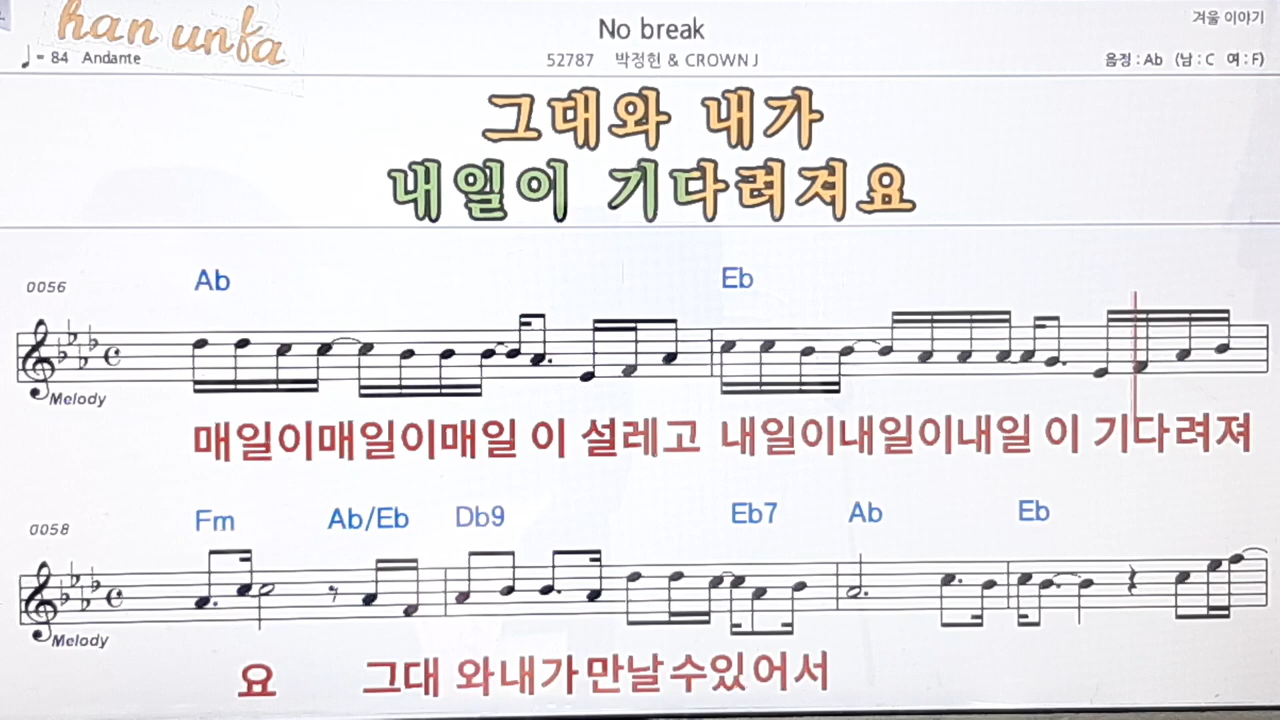 han unfa
No break
겨울 이야기
♩= 84 Andante
52787 박정현 & CROWN J
음정 : Ab (남 : C 여 : F)
그대와 내가
내일이 기다려져요
Ab Eb
0056
Melody
매일이매일이매일 이 설레고 내일이내일이내일 이 기다려져
Fm Ab/Eb Db9 Eb7 Ab Eb
0058
Melody
요 그대 와내가만날수있어서